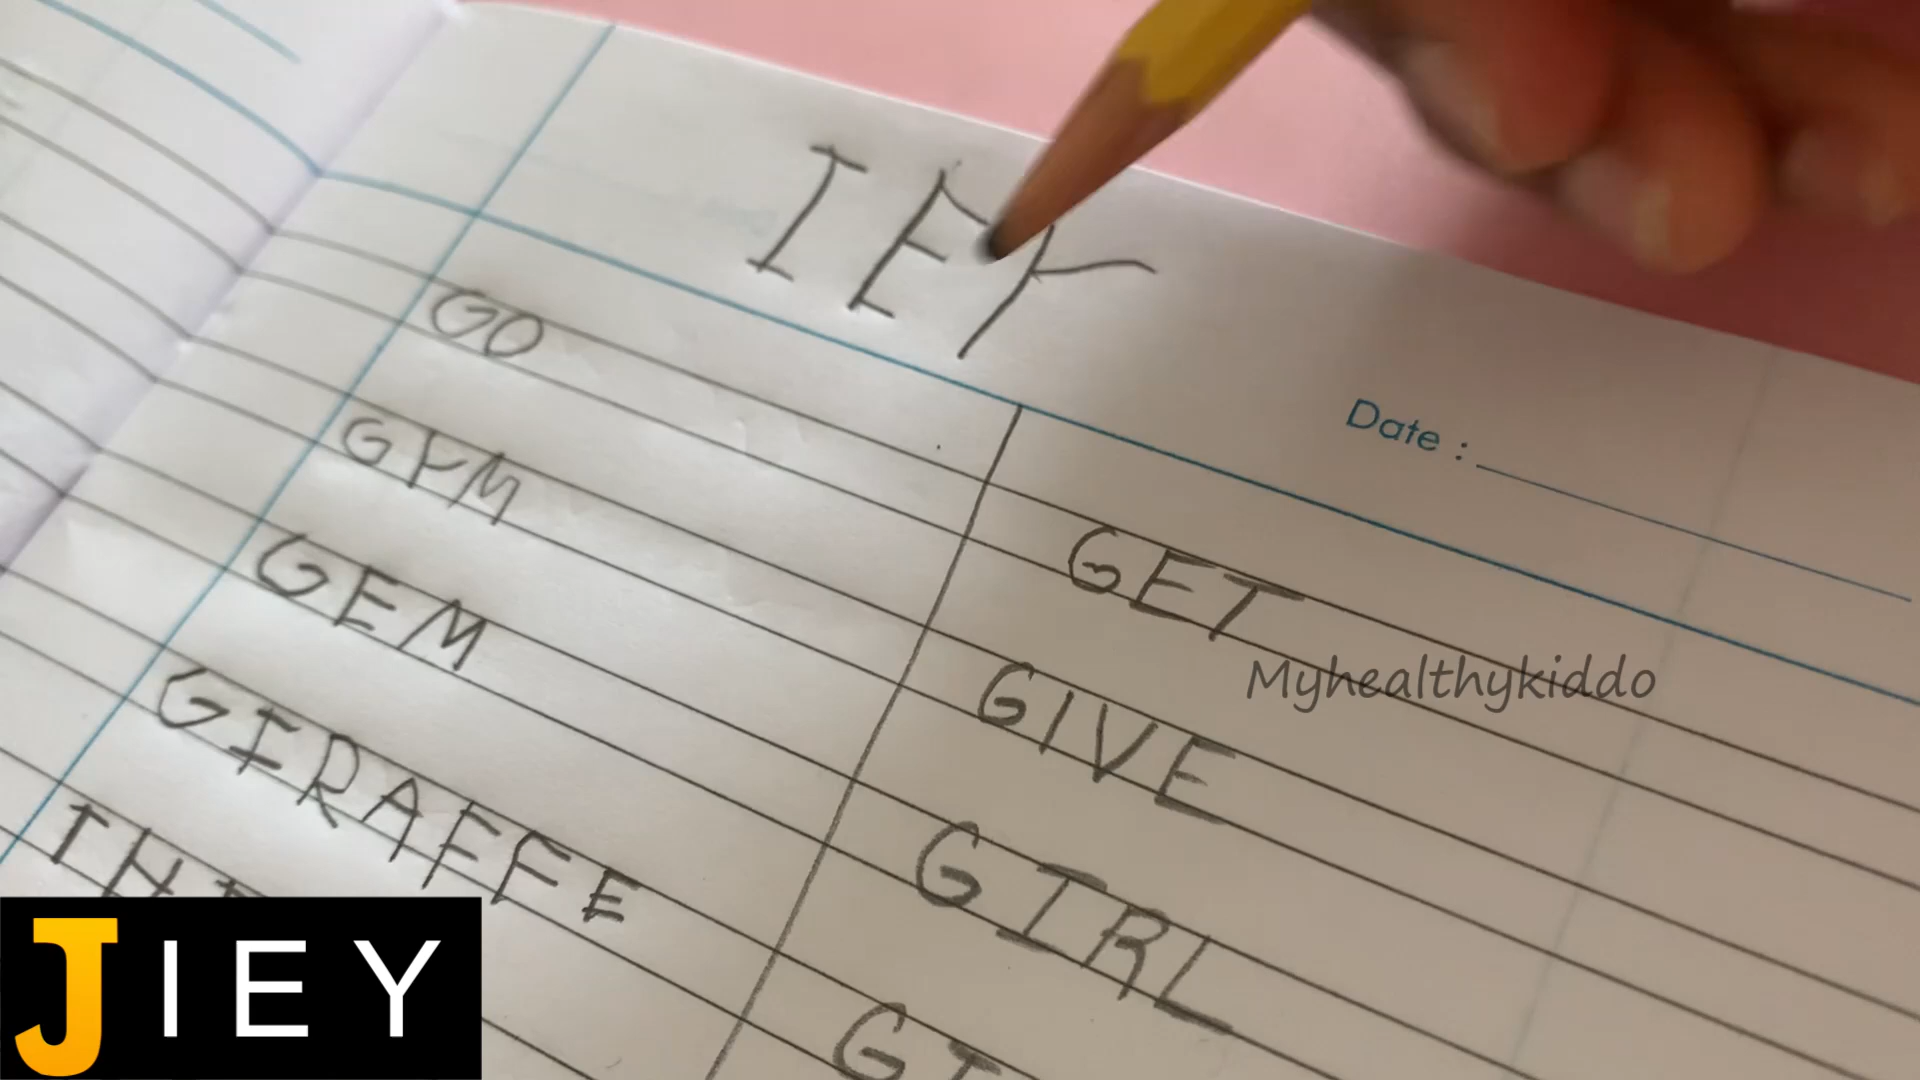 IEY
Date :
GO
GYM
GEM
GIRAFFE
GET
GIVE
GIRL
Myhealthykiddo
JIEY